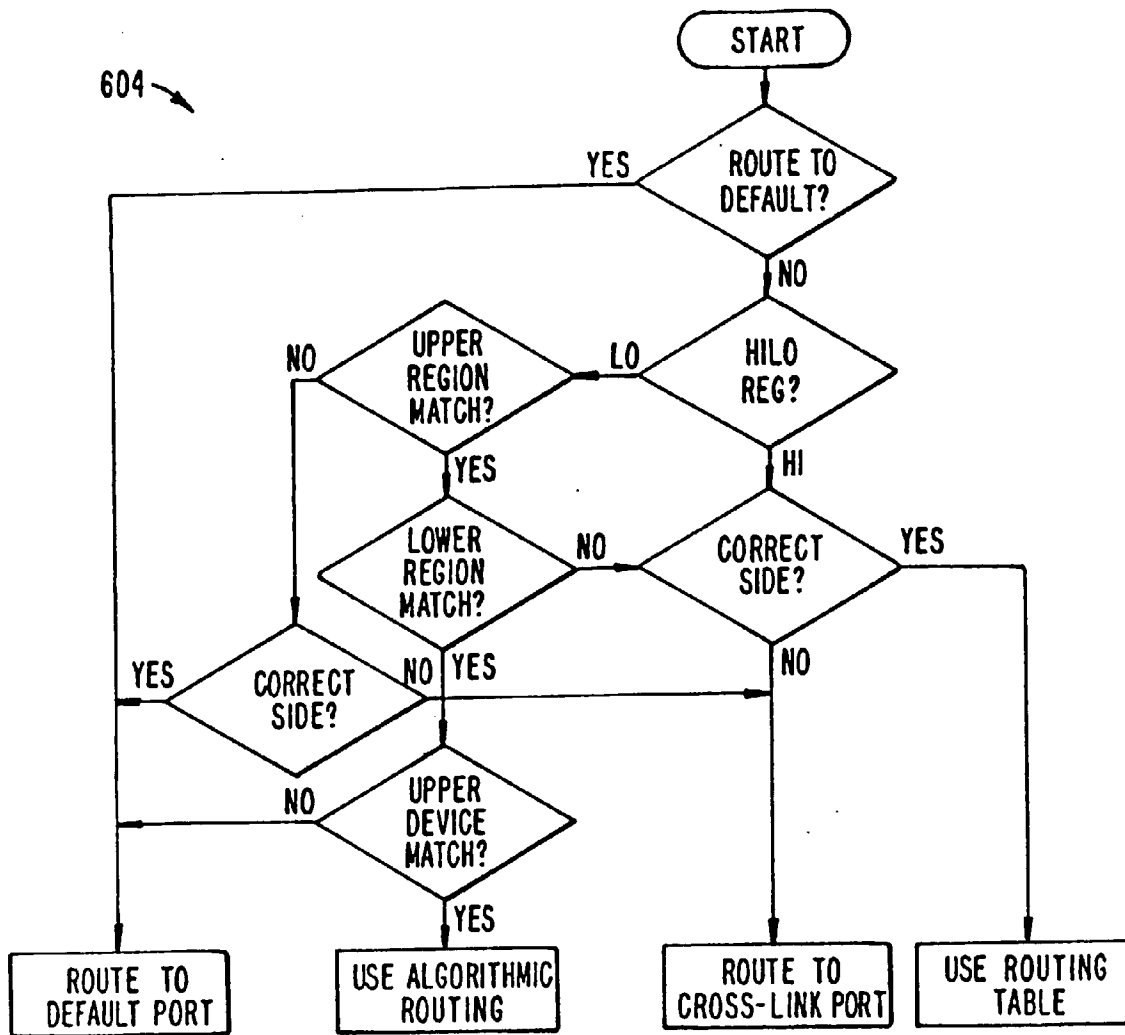 START
604
YES
ROUTE TO
DEFAULT?
NO
NO
UPPER
REGION
MATCH?
LO
HILO
REG?
YES
HI
LOWER
REGION
MATCH?
NO
CORRECT
SIDE?
YES
YES
CORRECT
SIDE?
NO
YES
NO
NO
UPPER
DEVICE
MATCH?
YES
ROUTE TO
DEFAULT PORT
USE ALGORITHMIC
ROUTING
ROUTE TO
CROSS-LINK PORT
USE ROUTING
TABLE